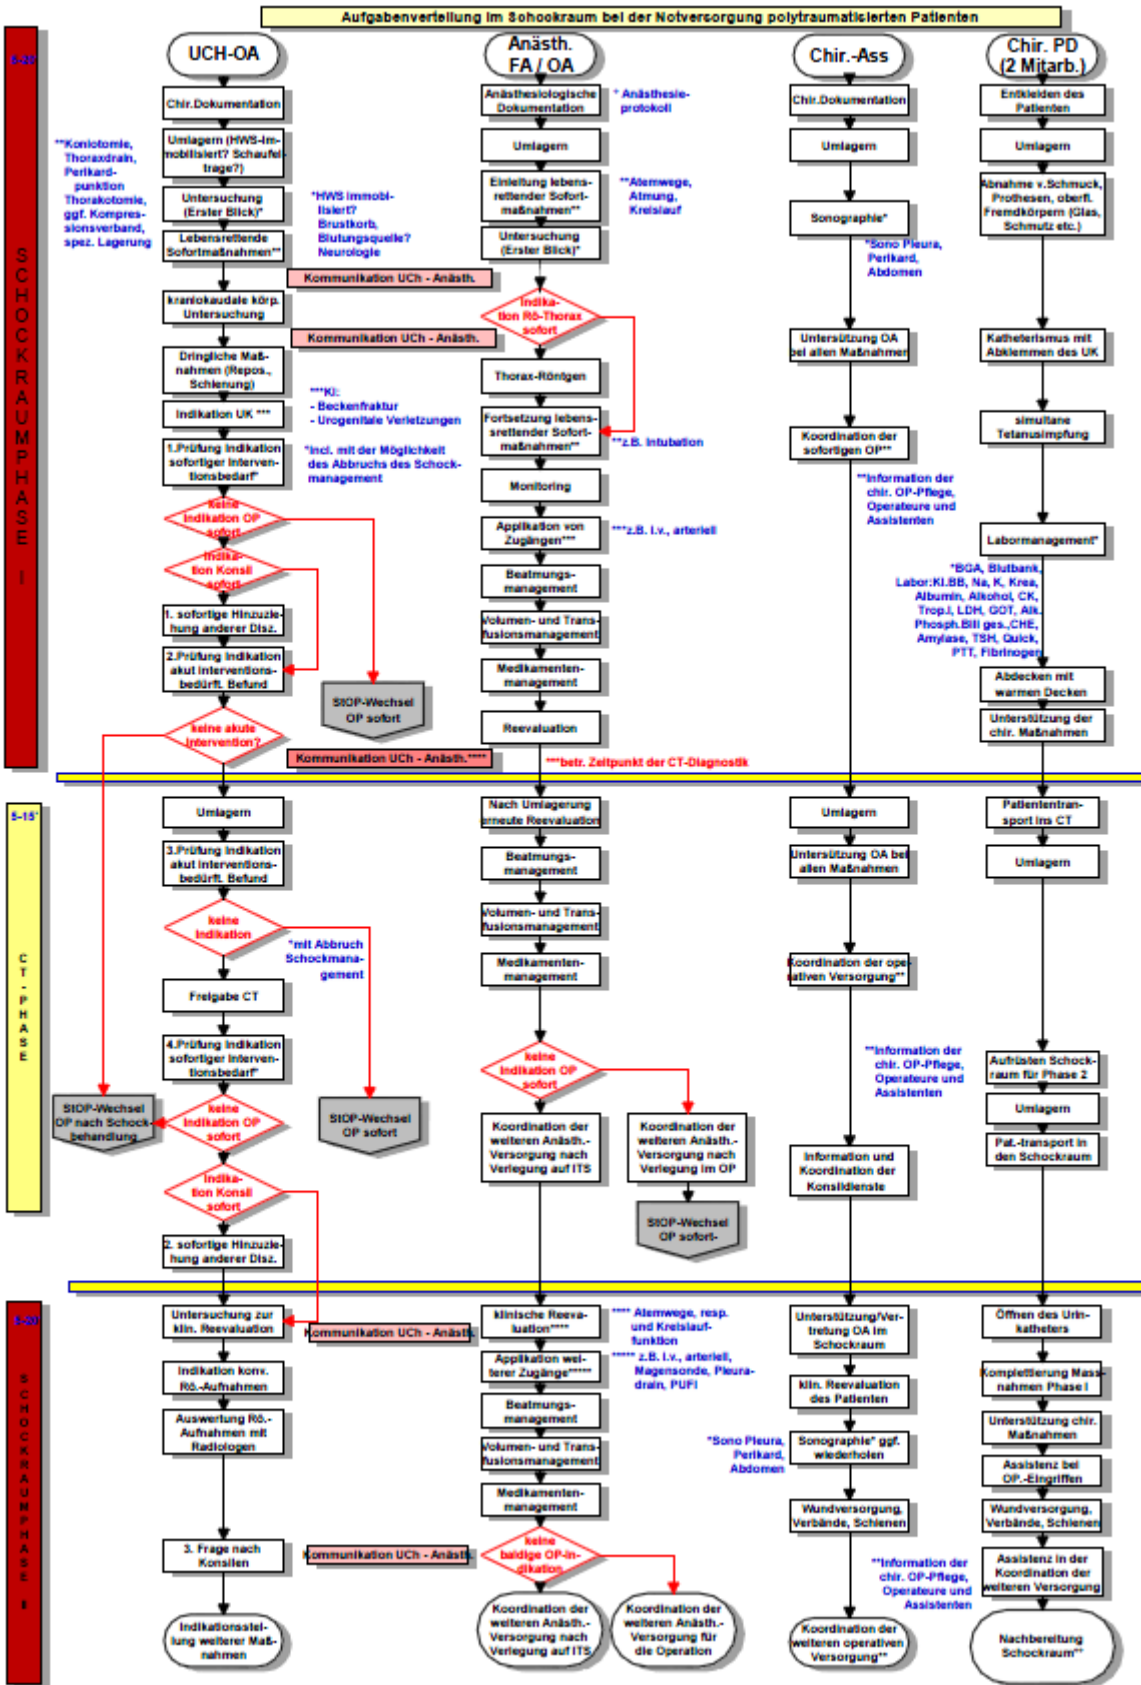 Aufgabenverteilung im Schockraum bei der Notversorgung polytraumatisierten Patienten
5-20
SCHOCKRAUMPHASE I
UCH-OA
Chir.Dokumentation
Umlagern (HWS-Im-
mobilisiert? Schaufel-
trage?)
Untersuchung
(Erster Blick)*
Lebensrettende
Sofortmaßnahmen**
kraniokaudale körp.
Untersuchung
Dringliche Maß-
nahmen (Repos.,
Schienung)
Indikation UK ***
1.Prüfung Indikation
sofortiger Interven-
tionsbedarf*
keine
Indikation OP
sofort
Indika-
tion Konsil
sofort
1. sofortige Hinzuzie-
hung anderer Disz.
2.Prüfung Indikation
akut Interventions-
bedürft. Befund
keine akute
Intervention?
**Koniotomie,
Thoraxdrain,
Perikard-
punktion
Thorakotomie,
ggf. Kompres-
sionsverband,
spez. Lagerung
*HWS immobi-
lisiert?
Brustkorb,
Blutungsquelle?
Neurologie
Kommunikation UCh - Anästh.
Kommunikation UCh - Anästh.
***KI:
- Beckenfraktur
- Urogenitale Verletzungen
*Incl. mit der Möglichkeit
des Abbruchs des Schock-
management
StOP-Wechsel
OP sofort
Kommunikation UCh - Anästh.****
Anästh.
FA / OA
Anästhesiologische
Dokumentation
* Anästhesie-
protokoll
Umlagern
Einleitung lebens-
rettender Sofort-
maßnahmen**
**Atemwege,
Atmung,
Kreislauf
Untersuchung
(Erster Blick)*
Indika-
tion Rö-Thorax
sofort
Thorax-Röntgen
Fortsetzung lebens-
rettender Sofort-
maßnahmen**
**z.B. Intubation
Monitoring
Applikation von
Zugängen***
***z.B. i.v., arteriell
Beatmungs-
management
Volumen- und Trans-
fusionsmanagement
Medikamenten-
management
Reevaluation
***betr. Zeitpunkt der CT-Diagnostik
Chir.-Ass
Chir.Dokumentation
Umlagern
Sonographie*
*Sono Pleura,
Perikard,
Abdomen
Untersützung OA
bei allen Maßnahmen
Koordination der
sofortigen OP**
**Information der
chir. OP-Pflege,
Operateure und
Assistenten
Chir. PD
(2 Mitarb.)
Entkleiden des
Patienten
Umlagern
Abnahme v.Schmuck,
Prothesen, oberfl.
Fremdkörpern (Glas,
Schmutz etc.)
Katheterismus mit
Abklemmen des UK
simultane
Tetanusimpfung
Labormanagement*
*BGA, Blutbank,
Labor:Kl.BB, Na, K, Krea,
Albumin, Alkohol, CK,
Trop.I, LDH, GOT, Alk.
Phosph.Bili ges.,CHE,
Amylase, TSH, Quick,
PTT, Fibrinogen
Abdecken mit
warmen Decken
Unterstützung der
chir. Maßnahmen
5-15'
CT-PHASE
Umlagern
3.Prüfung Indikation
akut Interventions-
bedürft. Befund
keine
Indikation
*mit Abbruch
Schockmana-
gement
Freigabe CT
4.Prüfung Indikation
sofortiger Interven-
tionsbedarf*
StOP-Wechsel
OP nach Schock-
behandlung
keine
Indikation OP
sofort
StOP-Wechsel
OP sofort
Indika-
tion Konsil
sofort
2. sofortige Hinzuzie-
hung anderer Disz.
Nach Umlagerung
erneute Reevaluation
Beatmungs-
management
Volumen- und Trans-
fusionsmanagement
Medikamenten-
management
keine
Indikation OP
sofort
Koordination der
weiteren Anästh.-
Versorgung nach
Verlegung auf ITS
Koordination der
weiteren Anästh.-
Versorgung nach
Verlegung im OP
StOP-Wechsel
OP sofort-
Umlagern
Untersützung OA bei
allen Maßnahmen
Koordination der ope-
rativen Versorgung**
**Information der
chir. OP-Pflege,
Operateure und
Assistenten
Information und
Koordination der
Konsildienste
Patiententran-
sport ins CT
Umlagern
Aufrüsten Schock-
raum für Phase 2
Umlagern
Pat.-transport in
den Schockraum
5-20
SCHOCKRAUMPHASE II
Untersuchung zur
klin. Reevaluation
Kommunikation UCh - Anästh.
Indikation konv.
Rö.-Aufnahmen
Auswertung Rö.-
Aufnahmen mit
Radiologen
3. Frage nach
Konsilen
Kommunikation UCh - Anästh.
Indikationsstel-
lung weiterer Maß-
nahmen
klinische Reeva-
luation****
**** Atemwege, resp.
und Kreislauf-
funktion
Applikation wei-
terer Zugänge*****
***** z.B. i.v., arteriell,
Magensonde, Pleura-
drain, PUFI
Beatmungs-
management
Volumen- und Trans-
fusionsmanagement
Medikamenten-
management
keine
baldige OP-In-
dikation
Koordination der
weiteren Anästh.-
Versorgung nach
Verlegung auf ITS
Koordination der
weiteren Anästh.-
Versorgung für
die Operation
Unterstützung/Ver-
tretung OA im
Schockraum
klin. Reevaluation
des Patienten
*Sono Pleura,
Perikard,
Abdomen
Sonographie* ggf.
wiederholen
Wundversorgung,
Verbände, Schienen
**Information der
chir. OP-Pflege,
Operateure und
Assistenten
Koordination der
weiteren operativen
Versorgung**
Öffnen des Urin-
katheters
Komplettierung Mass-
nahmen Phase I
Unterstützung chir.
Maßnahmen
Assistenz bei
OP.-Eingriffen
Wundversorgung,
Verbände, Schienen
Assistenz in der
Koordination der
weiteren Versorgung
Nachbereitung
Schockraum**